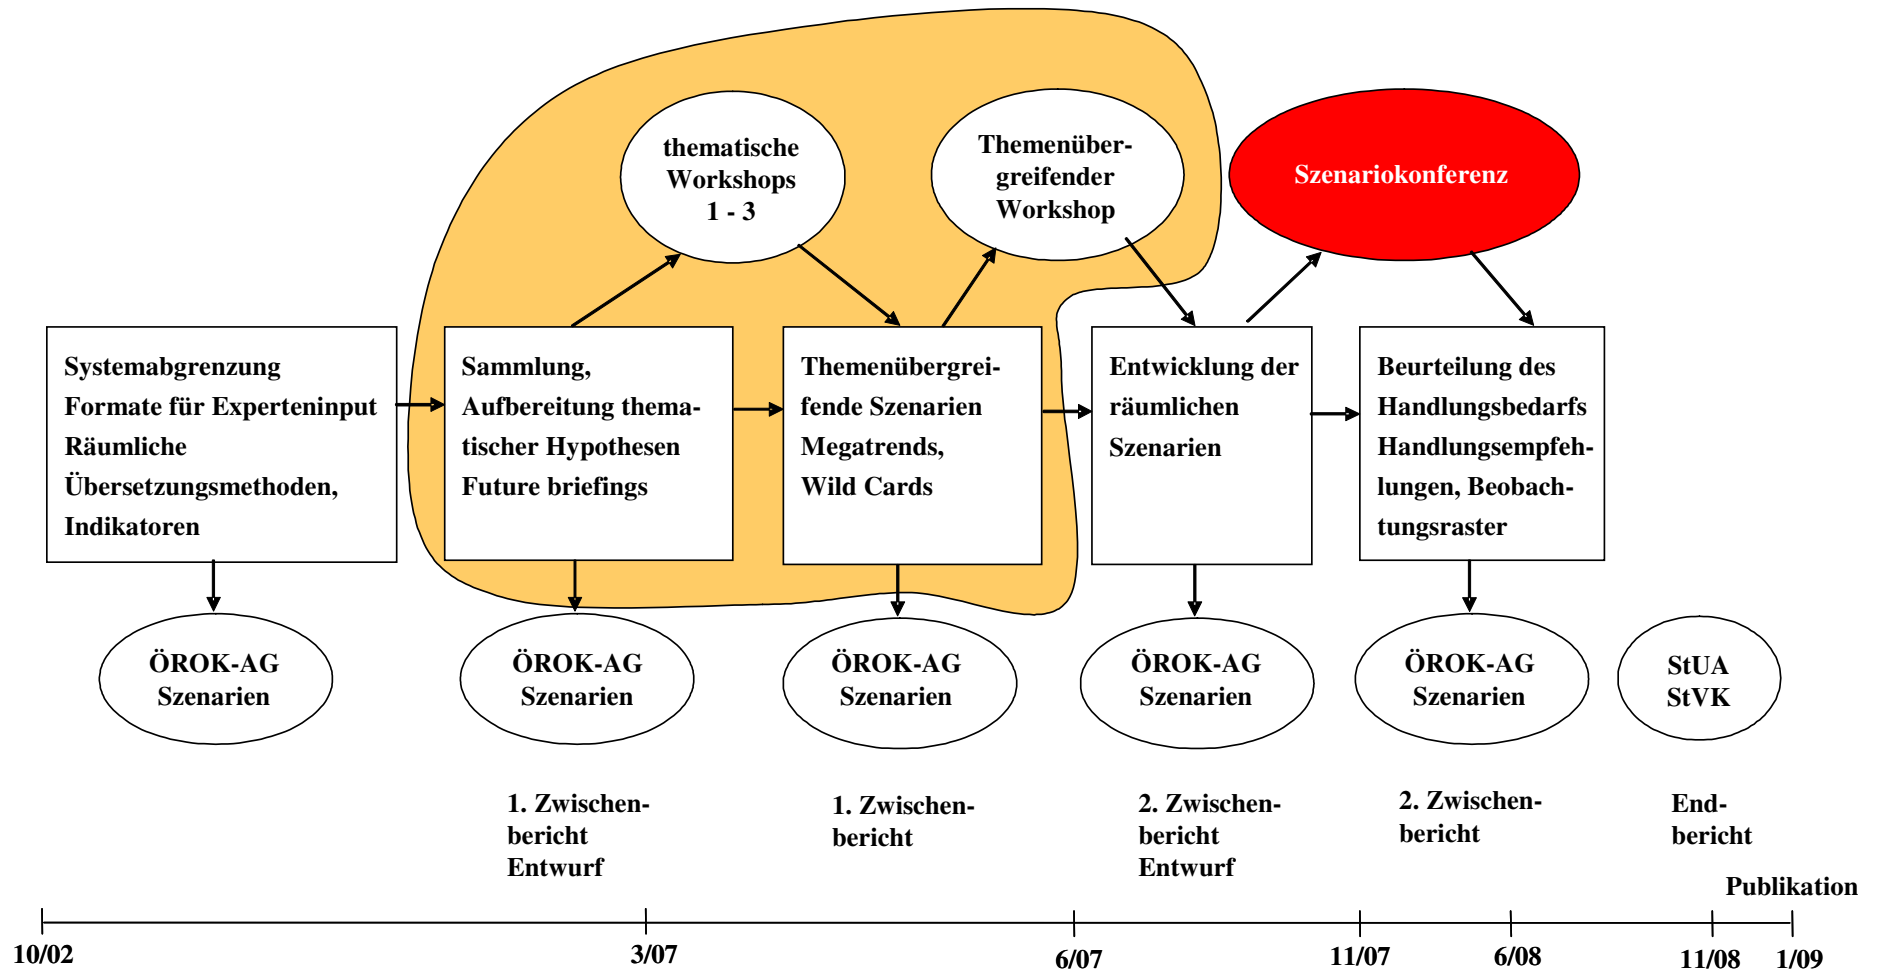 thematische
Workshops
1 - 3
Themenüber-
greifender
Workshop
Szenariokonferenz
Systemabgrenzung
Formate für Experteninput
Räumliche
Übersetzungsmethoden,
Indikatoren
Sammlung,
Aufbereitung thema-
tischer Hypothesen
Future briefings
Themenübergrei-
fende Szenarien
Megatrends,
Wild Cards
Entwicklung der
räumlichen
Szenarien
Beurteilung des
Handlungsbedarfs
Handlungsempfeh-
lungen, Beobach-
tungsraster
ÖROK-AG
Szenarien
ÖROK-AG
Szenarien
ÖROK-AG
Szenarien
ÖROK-AG
Szenarien
ÖROK-AG
Szenarien
StUA
StVK
1. Zwischen-
bericht
Entwurf
1. Zwischen-
bericht
2. Zwischen-
bericht
Entwurf
2. Zwischen-
bericht
End-
bericht
Publikation
10/02
3/07
6/07
11/07
6/08
11/08
1/09